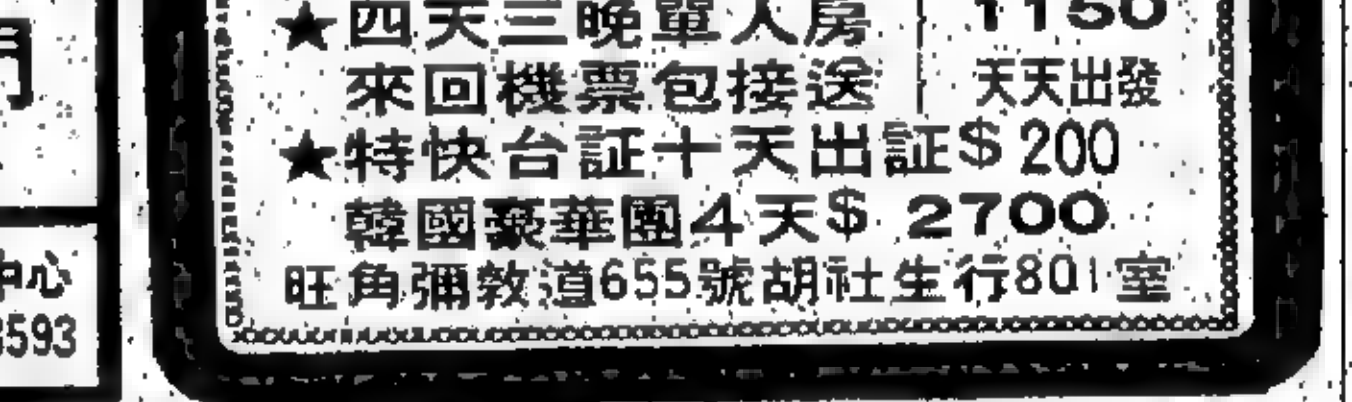 ★四天三晚單人房 1150
來回機票包接送 天天出發
★特快台証十天出証$200
韓國豪華團4天$2700
旺角彌敦道655號胡社生行801室
中心
3593